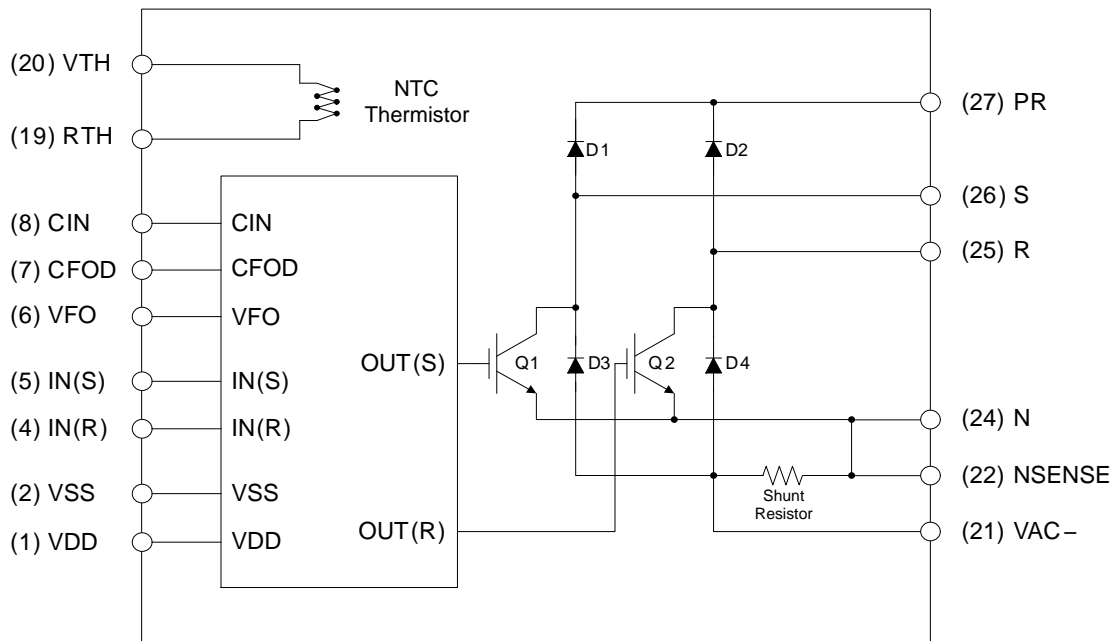 (20) VTH
(19) RTH
NTC
Thermistor
(8) CIN
(7) CFOD
(6) VFO
(5) IN(S)
(4) IN(R)
(2) VSS
(1) VDD
CIN
CFOD
VFO
IN(S)
IN(R)
VSS
VDD
OUT(S)
OUT(R)
D1
D2
Q1
D3
Q2
D4
Shunt
Resistor
(27) PR
(26) S
(25) R
(24) N
(22) NSENSE
(21) VAC–